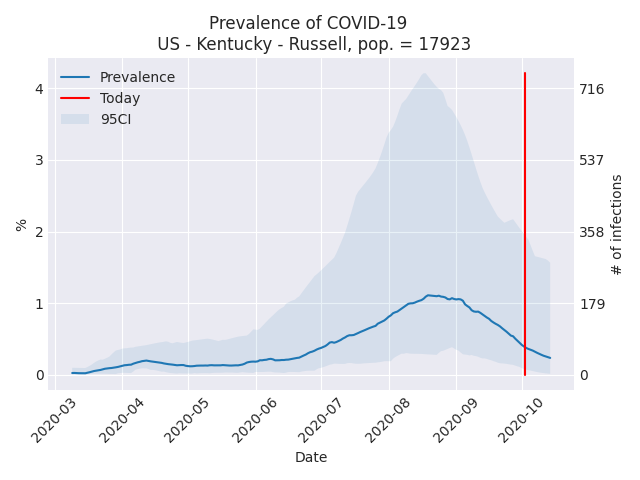 Prevalence of COVID-19
US - Kentucky - Russell, pop. = 17923
Prevalence
Today
95CI
4
3
2
1
0
%
716
537
358
179
0
# of infections
2020-03
2020-04
2020-05
2020-06
2020-07
2020-08
2020-09
2020-10
Date